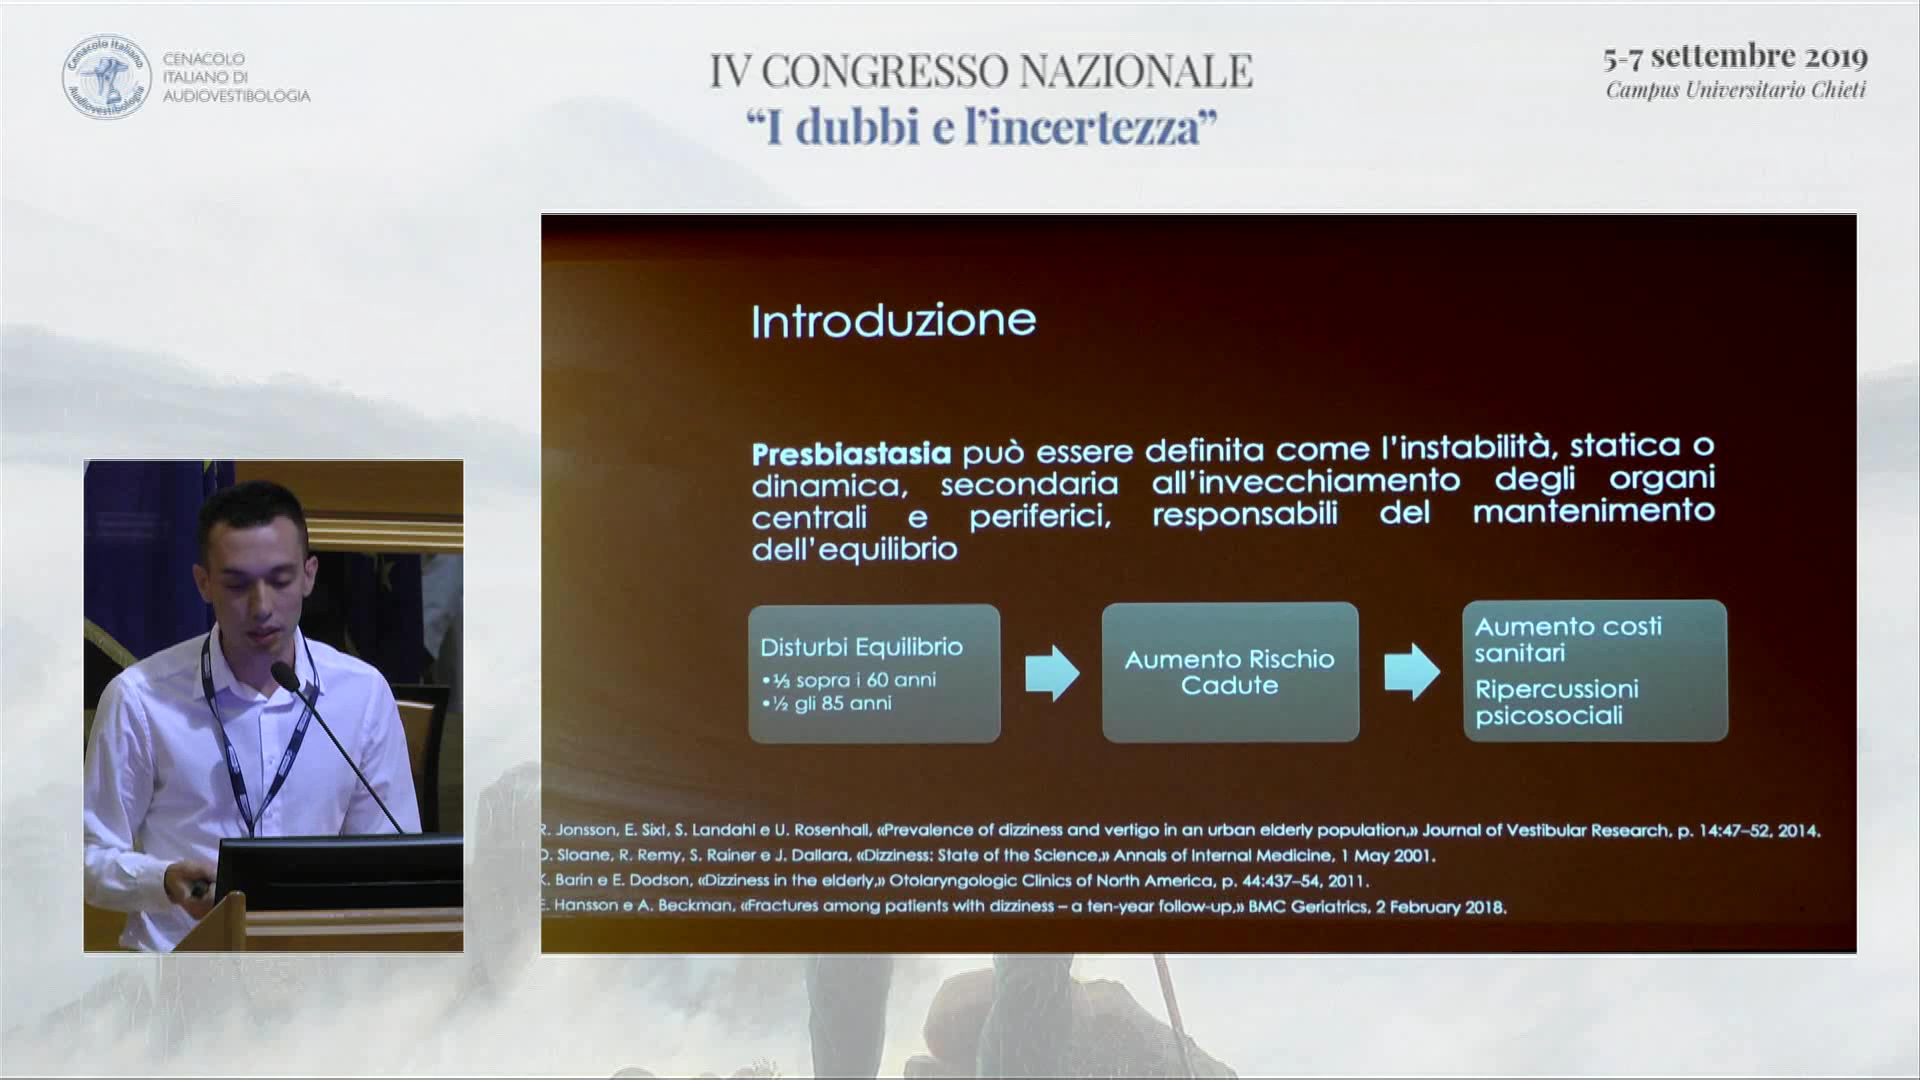 Cenacolo Italiano
Audiovestibologia
CENACOLO
ITALIANO DI
AUDIOVESTIBOLOGIA
IV CONGRESSO NAZIONALE
“I dubbi e l’incertezza”
5-7 settembre 2019
Campus Universitario Chieti
Introduzione
Presbiastasia può essere definita come l’instabilità, statica o
dinamica, secondaria all’invecchiamento degli organi
centrali e periferici, responsabili del mantenimento
dell’equilibrio
Disturbi Equilibrio
•⅓ sopra i 60 anni
•½ gli 85 anni
Aumento Rischio
Cadute
Aumento costi
sanitari
Ripercussioni
psicosociali
R. Jonsson, E. Sixt, S. Landahl e U. Rosenhall, «Prevalence of dizziness and vertigo in an urban elderly population,» Journal of Vestibular Research, p. 14:47–52, 2014.
D. Sloane, R. Remy, S. Rainer e J. Dallara, «Dizziness: State of the Science,» Annals of Internal Medicine, 1 May 2001.
K. Barin e E. Dodson, «Dizziness in the elderly,» Otolaryngologic Clinics of North America, p. 44:437–54, 2011.
E. Hansson e A. Beckman, «Fractures among patients with dizziness – a ten-year follow-up,» BMC Geriatrics, 2 February 2018.